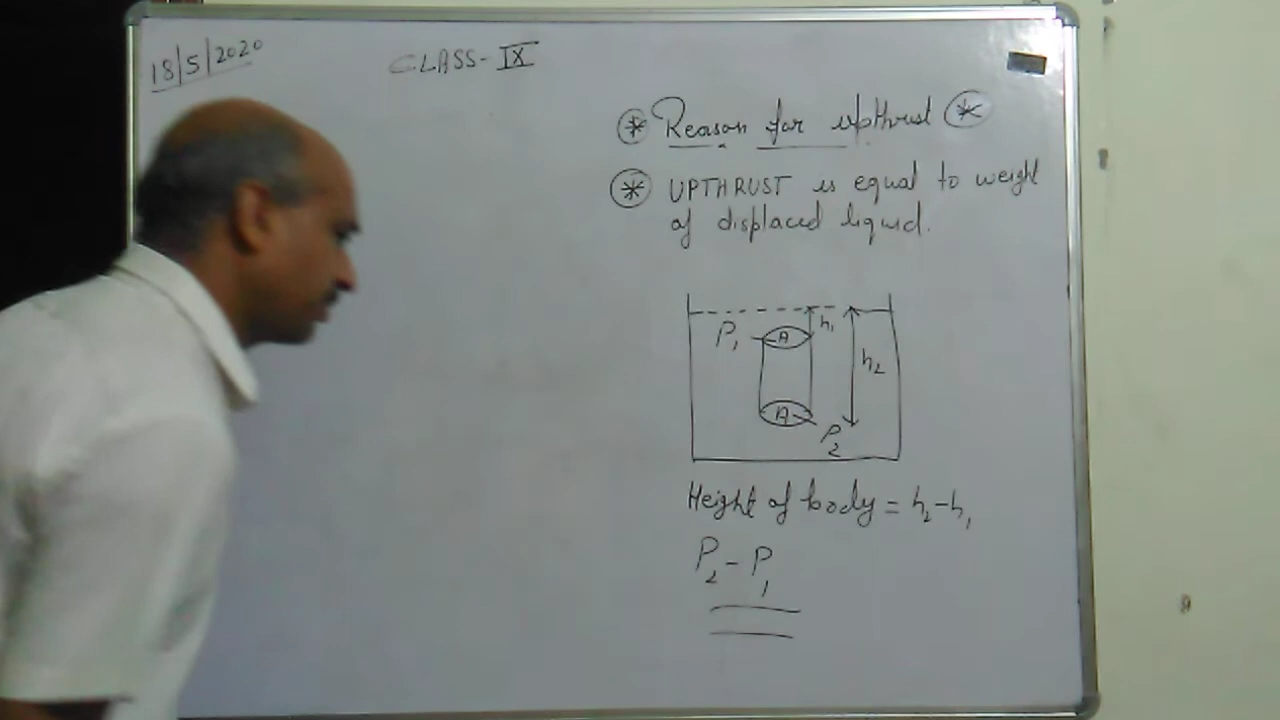 18/5/2020
CLASS-IX
* Reason for upthrust *
* UPTHRUST is equal to weight
of displaced liquid.
P₁ A h₁
h₂
A P₂
Height of body = h₂-h₁
P₂-P₁